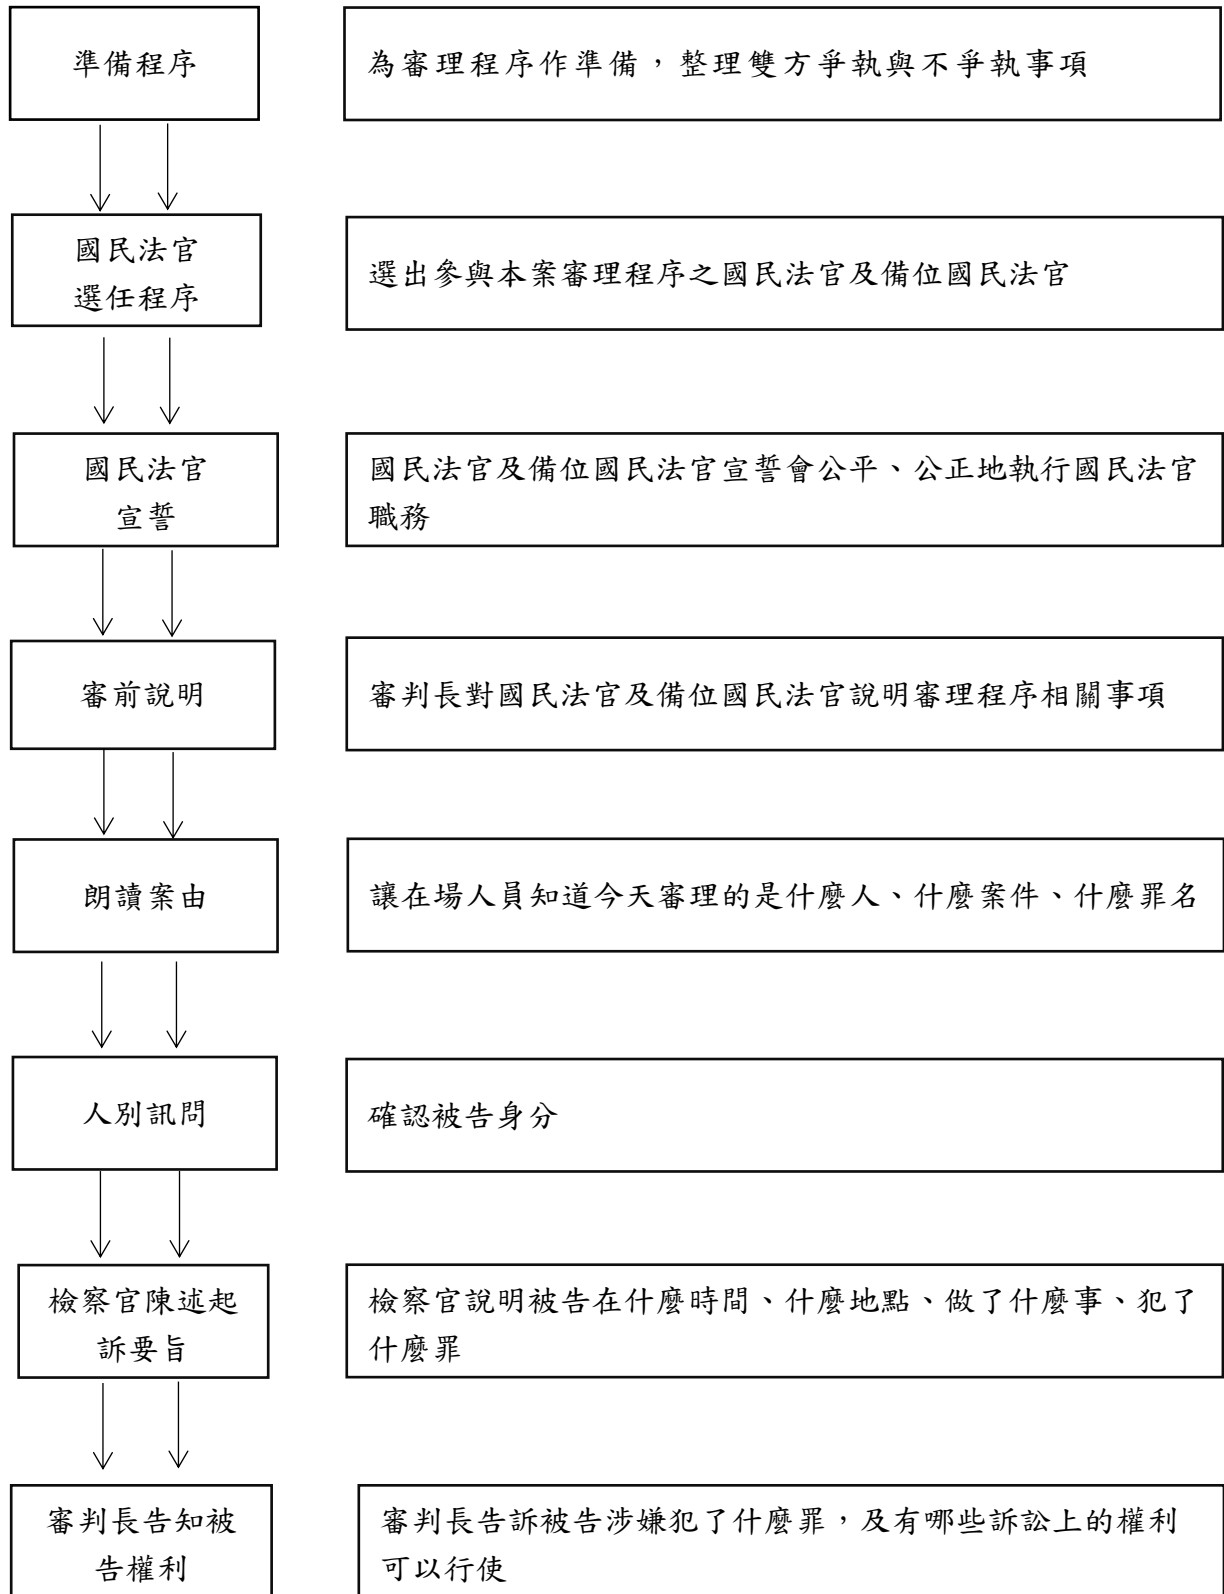 準備程序
為審理程序作準備，整理雙方爭執與不爭執事項
國民法官
選任程序
選出參與本案審理程序之國民法官及備位國民法官
國民法官
宣誓
國民法官及備位國民法官宣誓會公平、公正地執行國民法官
職務
審前說明
審判長對國民法官及備位國民法官說明審理程序相關事項
朗讀案由
讓在場人員知道今天審理的是什麼人、什麼案件、什麼罪名
人別訊問
確認被告身分
檢察官陳述起
訴要旨
檢察官說明被告在什麼時間、什麼地點、做了什麼事、犯了
什麼罪
審判長告知被
告權利
審判長告訴被告涉嫌犯了什麼罪，及有哪些訴訟上的權利
可以行使